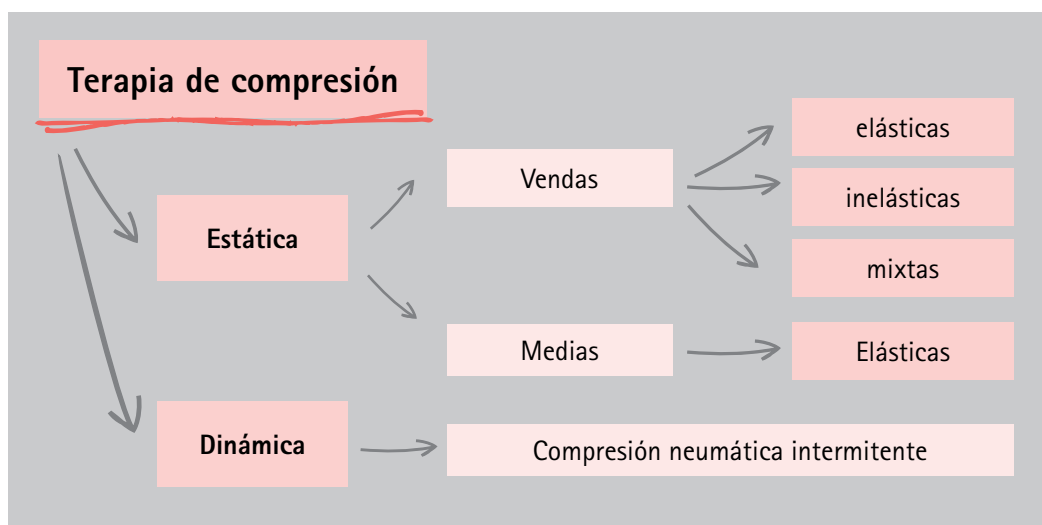 Terapia de compresión
Estática
Vendas
elásticas
inelásticas
mixtas
Medias
Elásticas
Dinámica
Compresión neumática intermitente